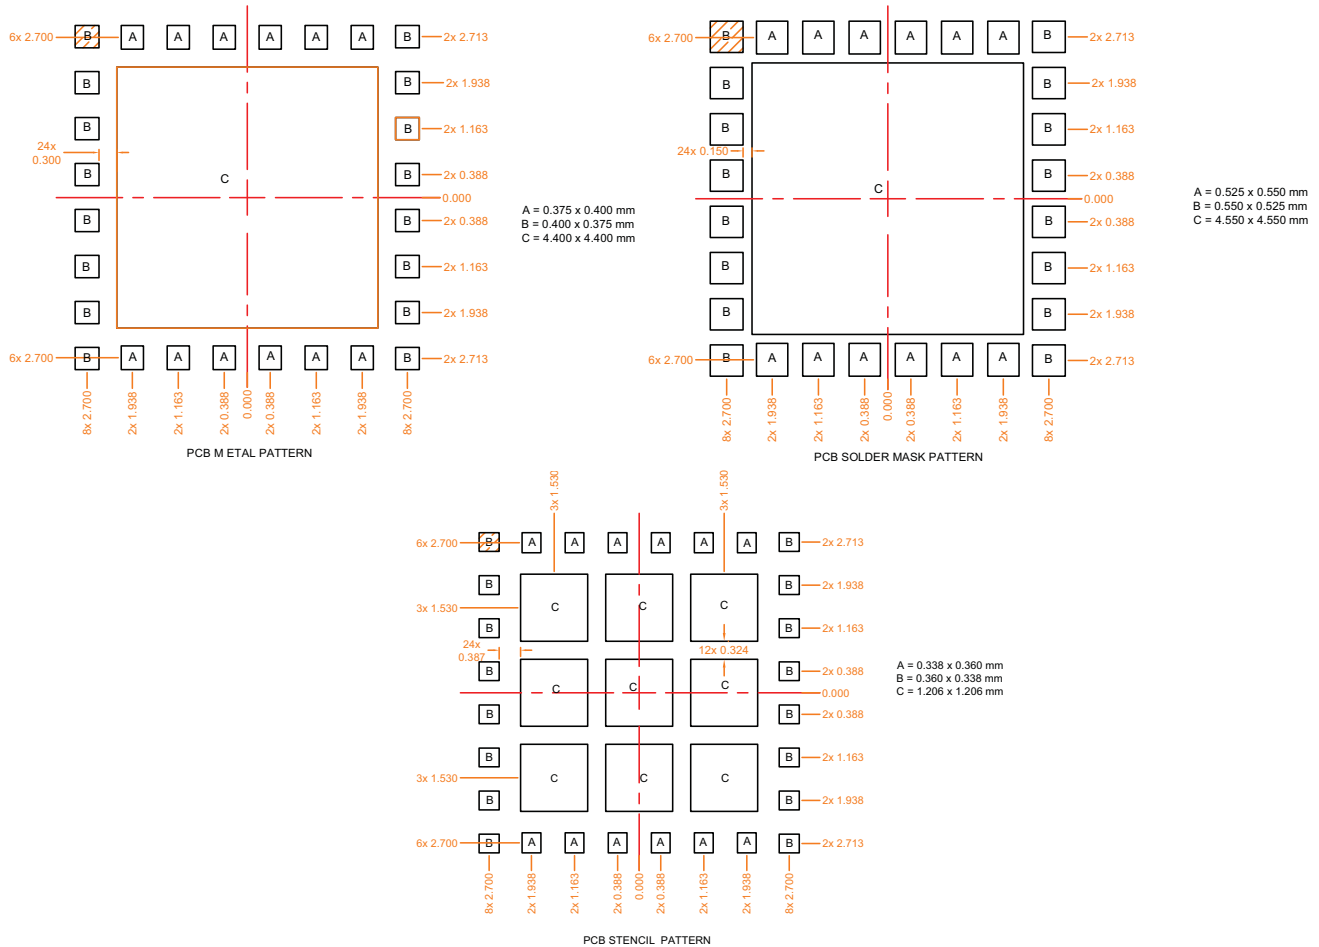 6x 2.700 B A A A A A A B 2x 2.713
B B 2x 1.938
B B 2x 1.163
24x
0.300
B C B 2x 0.388
0.000
B B 2x 0.388
B B 2x 1.163
B B 2x 1.938
6x 2.700 B A A A A A A B 2x 2.713
8x 2.700 2x 1.938 2x 1.163 2x 0.388 0.000 2x 0.388 2x 1.163 2x 1.938 8x 2.700
A = 0.375 x 0.400 mm
B = 0.400 x 0.375 mm
C = 4.400 x 4.400 mm
PCB M ETAL PATTERN
6x 2.700 B A A A A A A B 2x 2.713
B B 2x 1.938
B B 2x 1.163
24x 0.150
B C B 2x 0.388
0.000
B B 2x 0.388
B B 2x 1.163
B B 2x 1.938
6x 2.700 B A A A A A A B 2x 2.713
8x 2.700 2x 1.938 2x 1.163 2x 0.388 0.000 2x 0.388 2x 1.163 2x 1.938 8x 2.700
A = 0.525 x 0.550 mm
B = 0.550 x 0.525 mm
C = 4.550 x 4.550 mm
PCB SOLDER MASK PATTERN
3x 1.530 3x 1.530
6x 2.700 B A A A A A A B 2x 2.713
B B 2x 1.938
3x 1.530 C C C
B B 2x 1.163
24x
0.387
12x 0.324
B B 2x 0.388
C C C
0.000
B B 2x 0.388
B B 2x 1.163
3x 1.530 C C C
B B 2x 1.938
6x 2.700 B A A A A A A B 2x 2.713
8x 2.700 2x 1.938 2x 1.163 2x 0.388 0.000 2x 0.388 2x 1.163 2x 1.938 8x 2.700
A = 0.338 x 0.360 mm
B = 0.360 x 0.338 mm
C = 1.206 x 1.206 mm
PCB STENCIL PATTERN